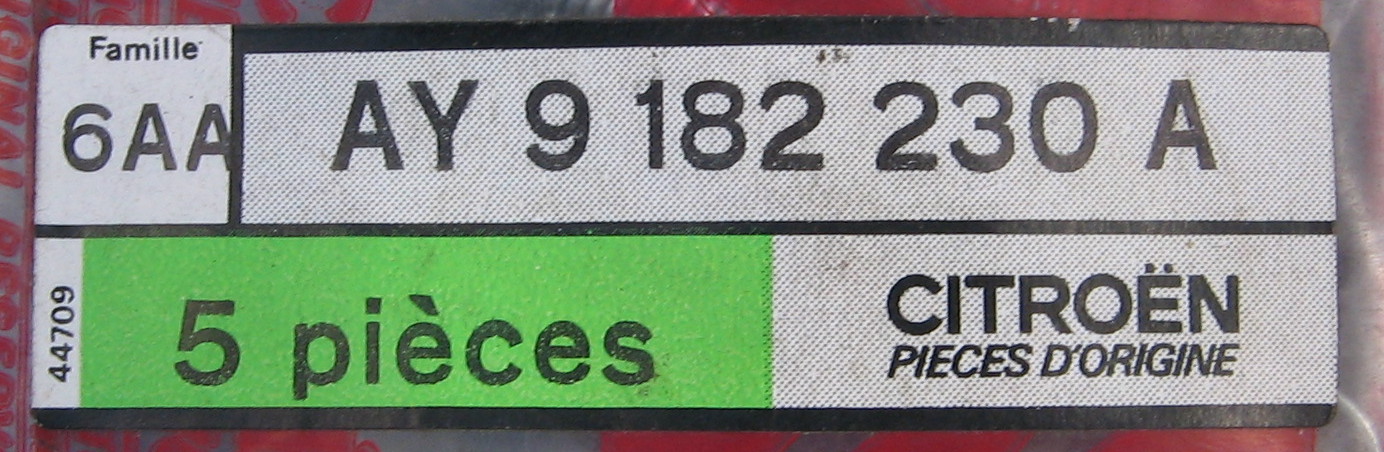 Famille
6AA
AY 9 182 230 A
44709
5 pièces
CITROËN
PIECES D'ORIGINE